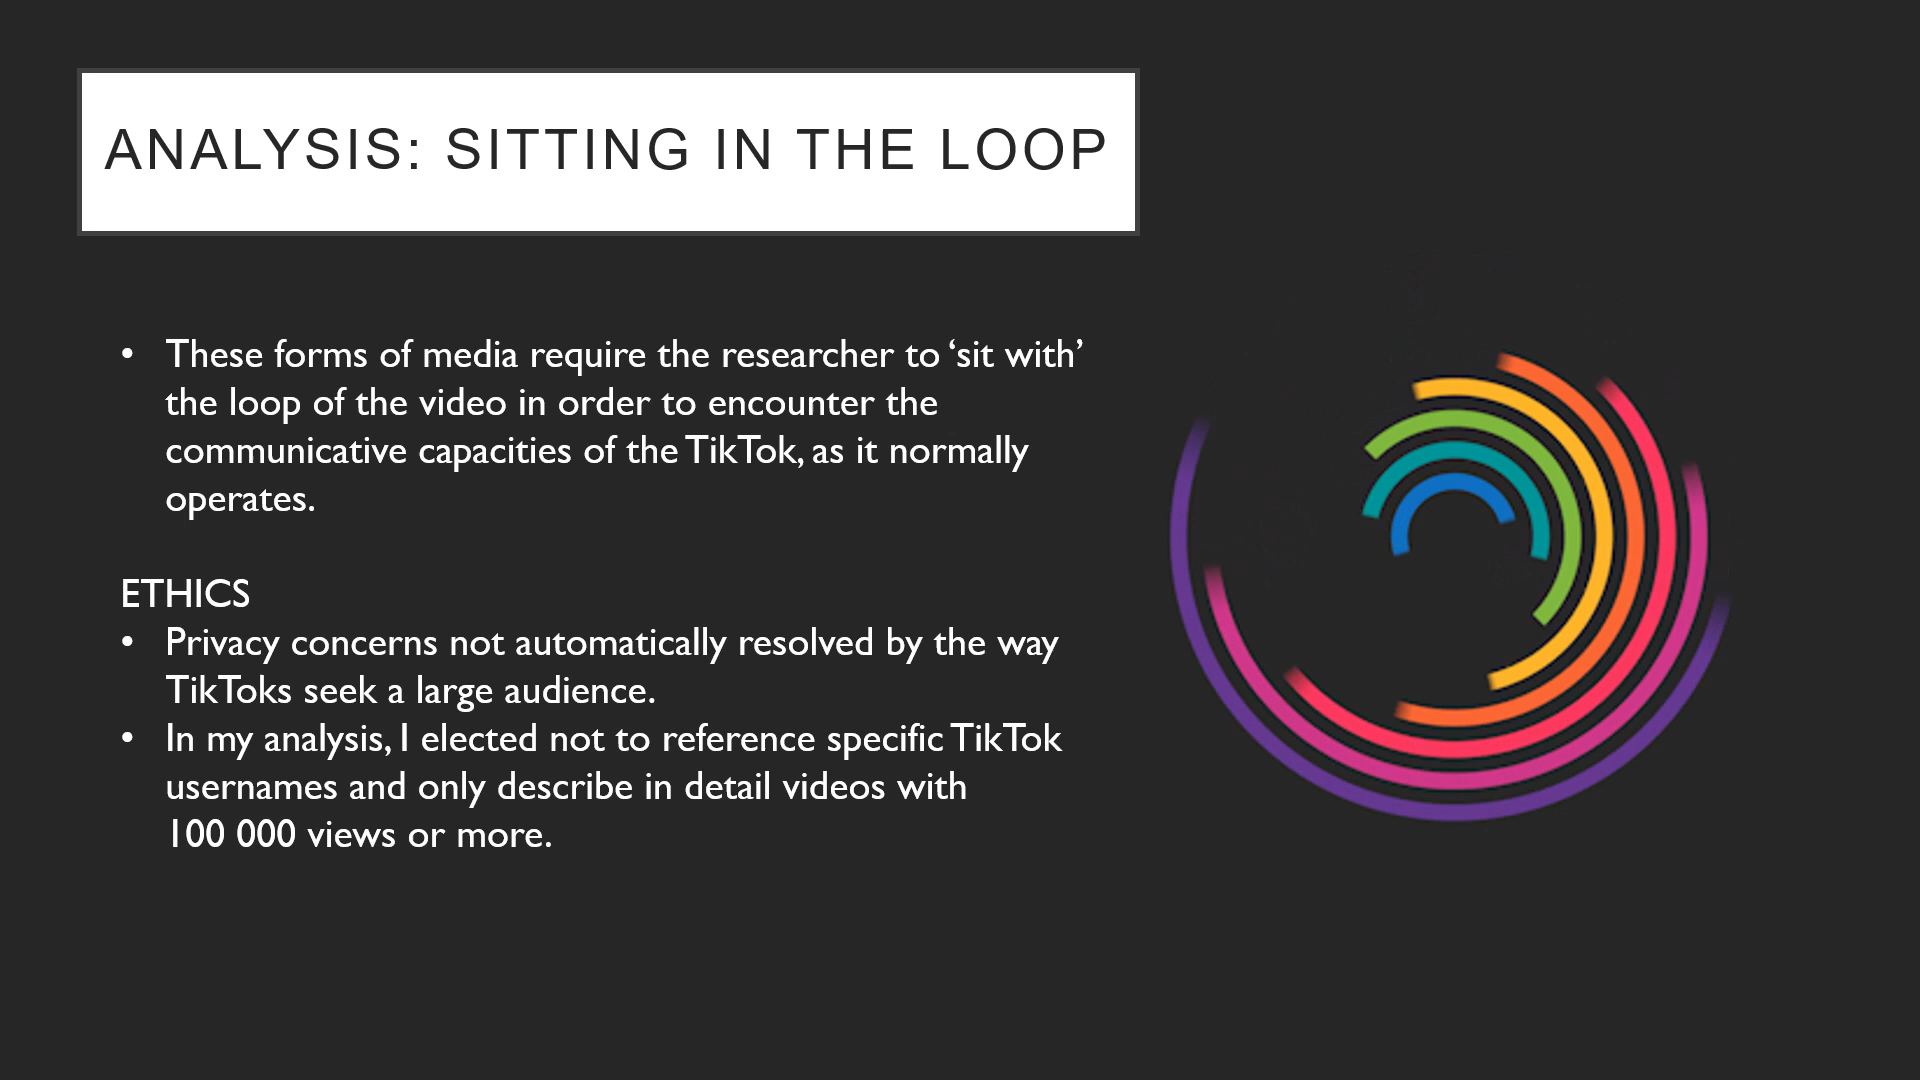 ANALYSIS: SITTING IN THE LOOP
• These forms of media require the researcher to ‘sit with’
the loop of the video in order to encounter the
communicative capacities of the TikTok, as it normally
operates.
ETHICS
• Privacy concerns not automatically resolved by the way
TikToks seek a large audience.
• In my analysis, I elected not to reference specific TikTok
usernames and only describe in detail videos with
100 000 views or more.